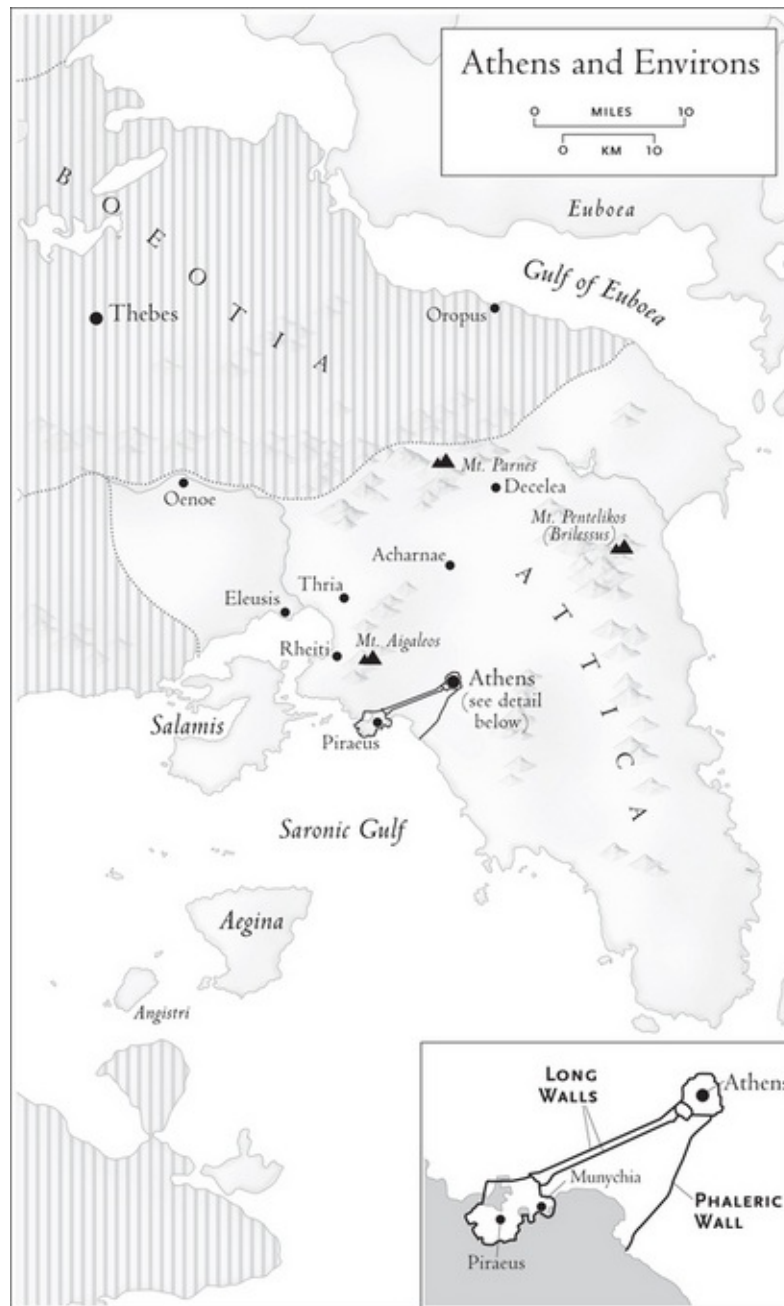 Athens and Environs
0 MILES 10
0 KM 10
BOEOTIA
Euboea
Gulf of Euboea
Thebes
Oropus
Mt. Parnes
Oenoe
Decelea
Mt. Pentelikos
(Brilessus)
Acharnae
ATTICA
Thria
Eleusis
Rheiti
Mt. Aigaleos
Athens
(see detail
below)
Salamis
Piraeus
Saronic Gulf
Aegina
Angistri
LONG
WALLS
Athens
Munychia
PHALERIC
WALL
Piraeus